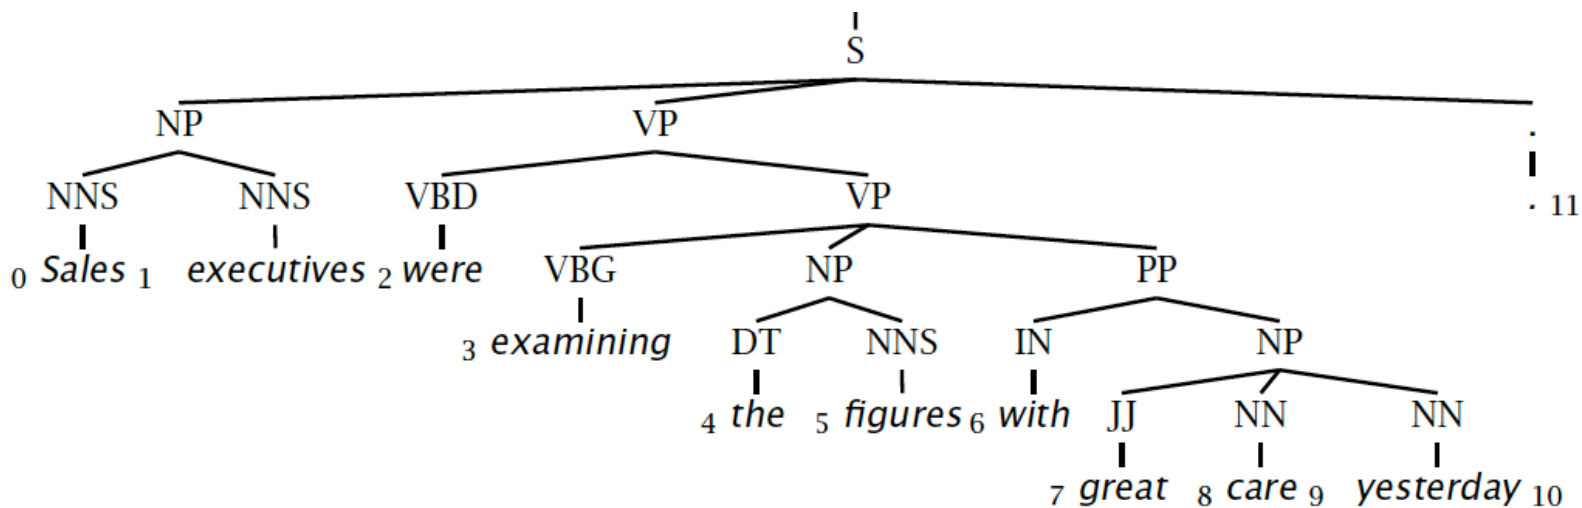 S
NP VP .
NNS NNS VBD VP . 11
0 Sales 1 executives 2 were VBG NP PP
3 examining DT NNS IN NP
4 the 5 figures 6 with JJ NN NN
7 great 8 care 9 yesterday 10